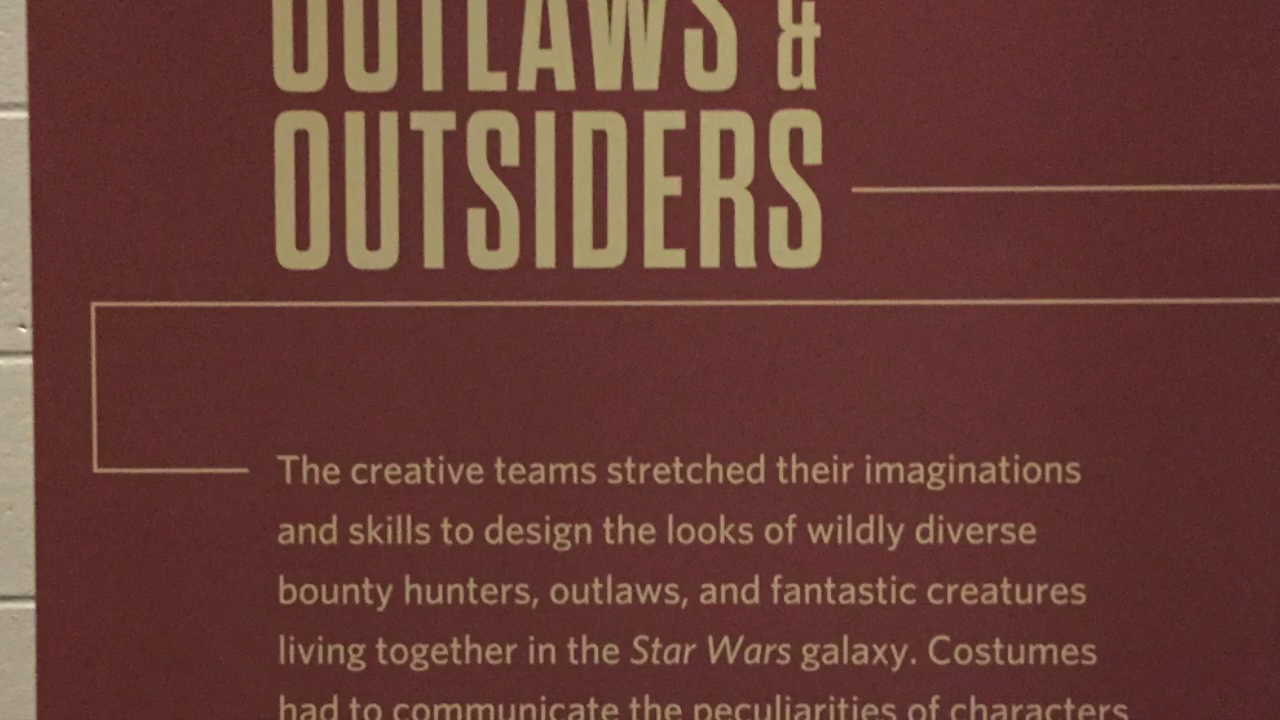 OUTLAWS &
OUTSIDERS
The creative teams stretched their imaginations
and skills to design the looks of wildly diverse
bounty hunters, outlaws, and fantastic creatures
living together in the Star Wars galaxy. Costumes
had to communicate the peculiarities of characters